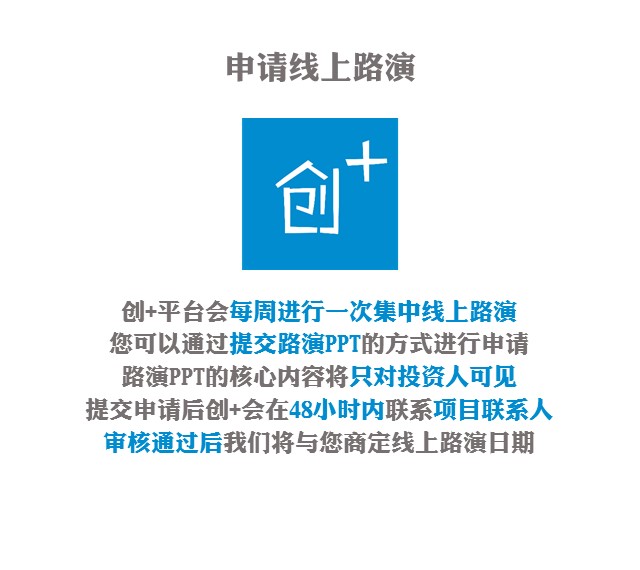 申请线上路演
创+
创+平台会每周进行一次集中线上路演
您可以通过提交路演PPT的方式进行申请
路演PPT的核心内容将只对投资人可见
提交申请后创+会在48小时内联系项目联系人
审核通过后我们将与您商定线上路演日期